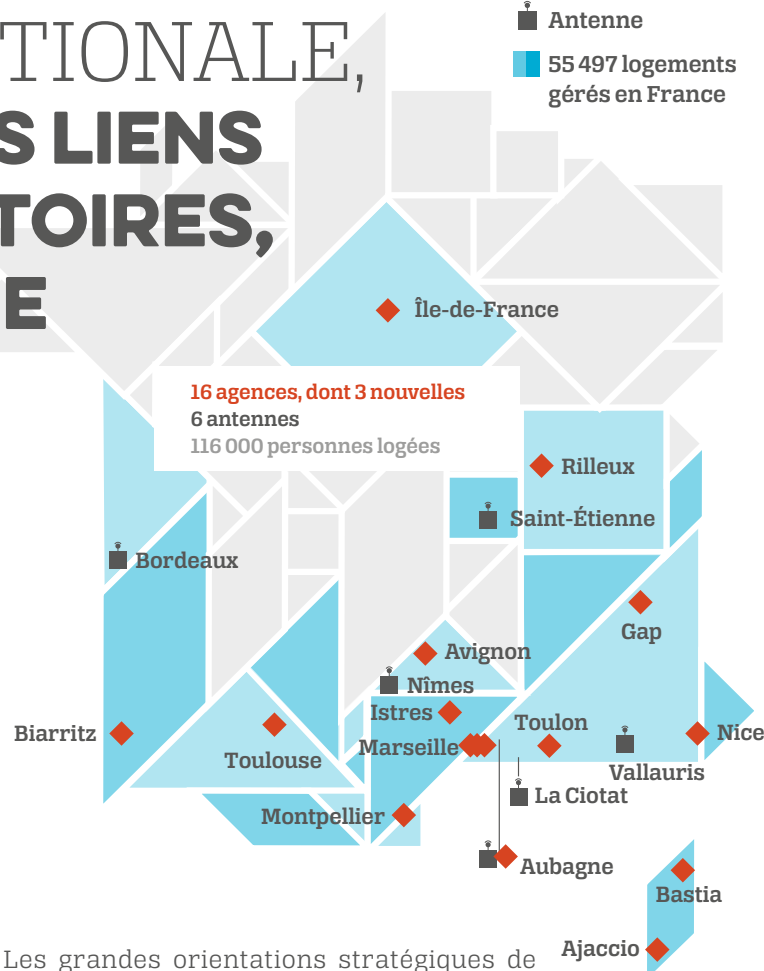 TIONALE,
S LIENS
TOIRES,
E
Antenne
55 497 logements
gérés en France
Île-de-France
16 agences, dont 3 nouvelles
6 antennes
116 000 personnes logées
Rilleux
Saint-Étienne
Bordeaux
Gap
Avignon
Nîmes
Istres
Toulon
Biarritz
Marseille
Nice
Toulouse
Vallauris
La Ciotat
Montpellier
Aubagne
Bastia
Ajaccio
Les grandes orientations stratégiques de